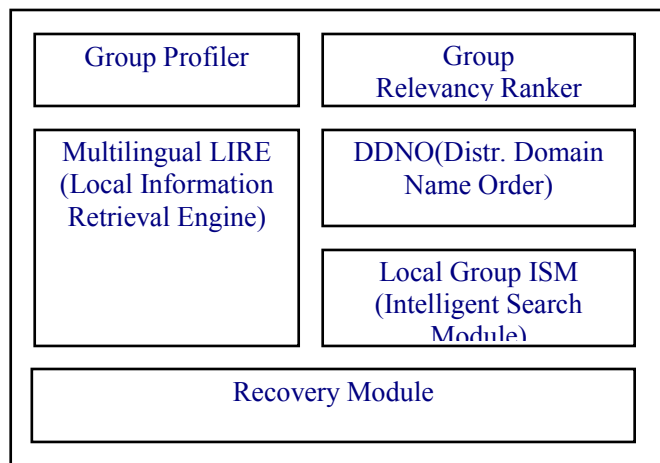 Group Profiler
Group
Relevancy Ranker
Multilingual LIRE
(Local Information
Retrieval Engine)
DDNO(Distr. Domain
Name Order)
Local Group ISM
(Intelligent Search
Module)
Recovery Module